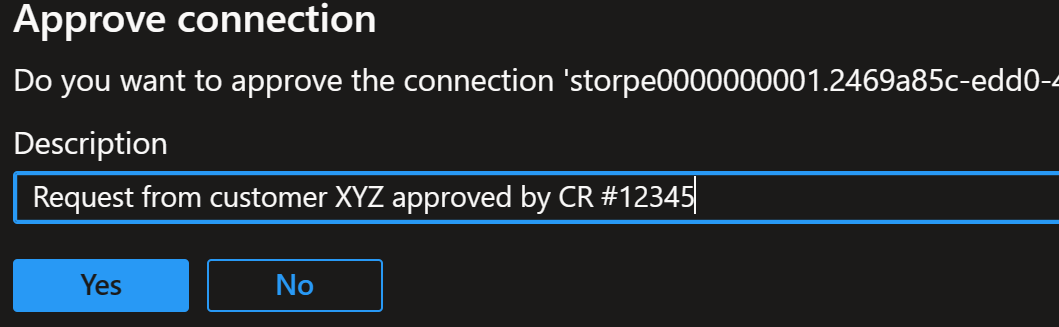 Approve connection
Do you want to approve the connection 'storpe0000000001.2469a85c-edd0-4
Description
Request from customer XYZ approved by CR #12345
Yes
No